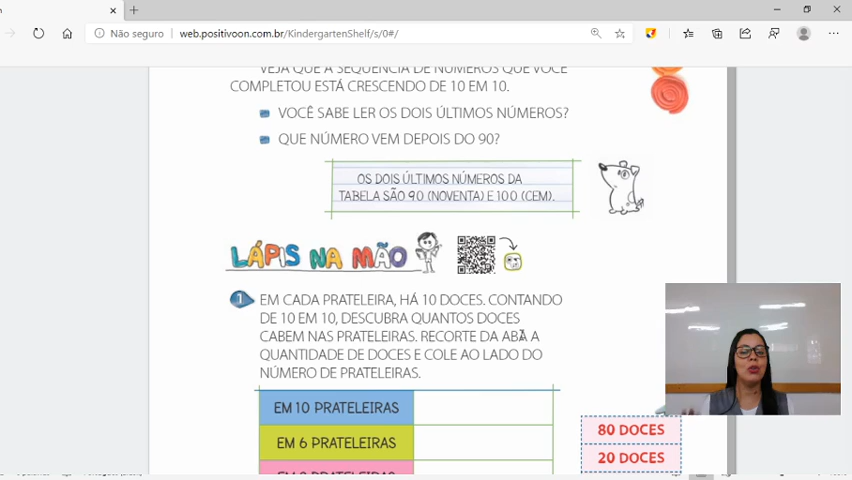 Não seguro
web.positivoon.com.br/KindergartenShelf/s/0#/
VEJA QUE A SEQUÊNCIA DE NÚMEROS QUE VOCÊ
COMPLETOU ESTÁ CRESCENDO DE 10 EM 10.
VOCÊ SABE LER OS DOIS ÚLTIMOS NÚMEROS?
QUE NÚMERO VEM DEPOIS DO 90?
OS DOIS ÚLTIMOS NÚMEROS DA
TABELA SÃO 90 (NOVENTA) E 100 (CEM).
LÁPIS NA MÃO
1 EM CADA PRATELEIRA, HÁ 10 DOCES. CONTANDO
DE 10 EM 10, DESCUBRA QUANTOS DOCES
CABEM NAS PRATELEIRAS. RECORTE DA ABA A
QUANTIDADE DE DOCES E COLE AO LADO DO
NÚMERO DE PRATELEIRAS.
EM 10 PRATELEIRAS
EM 6 PRATELEIRAS
80 DOCES
20 DOCES